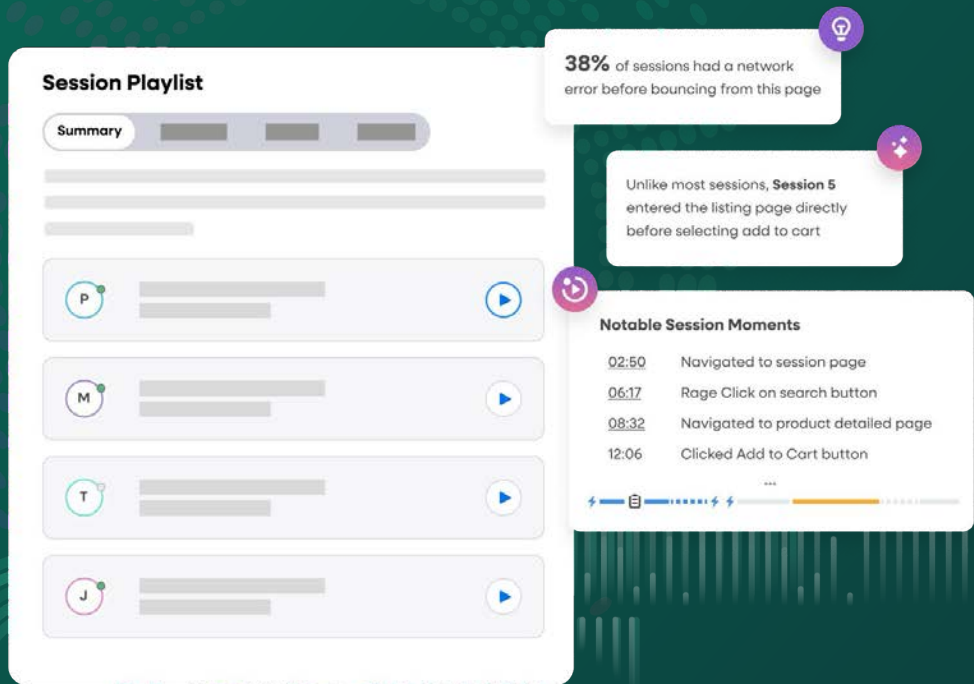 Session Playlist
Summary
P
M
T
J
38% of sessions had a network
error before bouncing from this page
Unlike most sessions, Session 5
entered the listing page directly
before selecting add to cart
Notable Session Moments
02:50 Navigated to session page
06:17 Rage Click on search button
08:32 Navigated to product detailed page
12:06 Clicked Add to Cart button
...